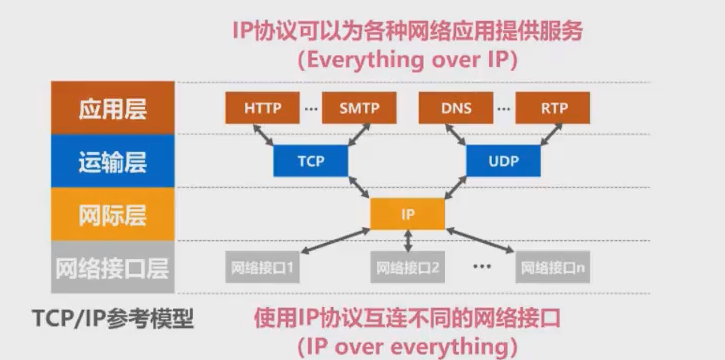 IP协议可以为各种网络应用提供服务
（Everything over IP）
应用层 HTTP ··· SMTP DNS ··· RTP
运输层 TCP UDP
网际层 IP
网络接口层 网络接口1 网络接口2 ··· 网络接口n
TCP/IP参考模型 使用IP协议互连不同的网络接口
（IP over everything）